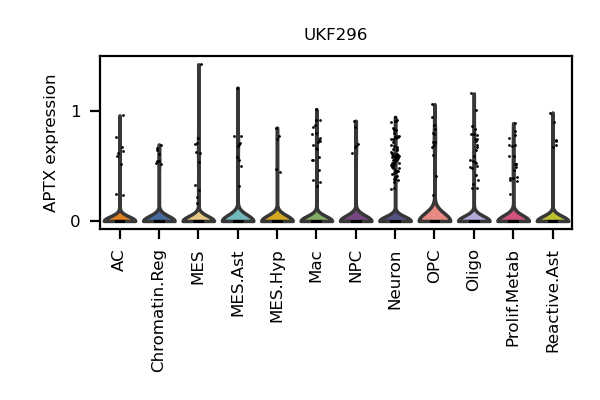 UKF296
APTX expression
1
0
AC
Chromatin.Reg
MES
MES.Ast
MES.Hyp
Mac
NPC
Neuron
OPC
Oligo
Prolif.Metab
Reactive.Ast